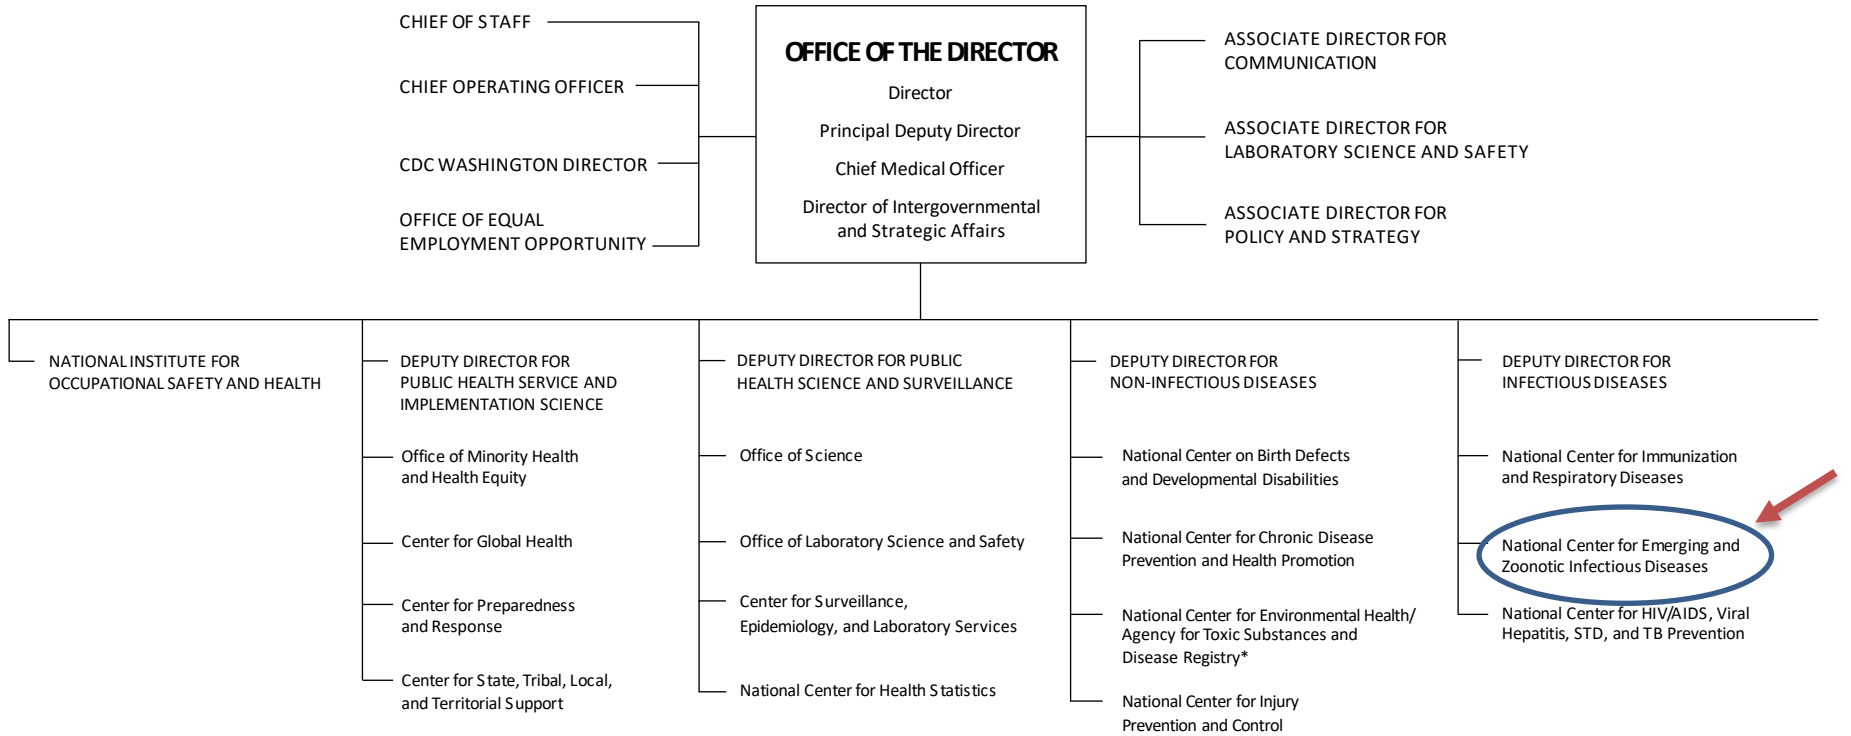 CHIEF OF STAFF
CHIEF OPERATING OFFICER
CDC WASHINGTON DIRECTOR
OFFICE OF EQUAL
EMPLOYMENT OPPORTUNITY
OFFICE OF THE DIRECTOR
Director
Principal Deputy Director
Chief Medical Officer
Director of Intergovernmental
and Strategic Affairs
ASSOCIATE DIRECTOR FOR
COMMUNICATION
ASSOCIATE DIRECTOR FOR
LABORATORY SCIENCE AND SAFETY
ASSOCIATE DIRECTOR FOR
POLICY AND STRATEGY
NATIONAL INSTITUTE FOR
OCCUPATIONAL SAFETY AND HEALTH
DEPUTY DIRECTOR FOR
PUBLIC HEALTH SERVICE AND
IMPLEMENTATION SCIENCE
Office of Minority Health
and Health Equity
Center for Global Health
Center for Preparedness
and Response
Center for State, Tribal, Local,
and Territorial Support
DEPUTY DIRECTOR FOR PUBLIC
HEALTH SCIENCE AND SURVEILLANCE
Office of Science
Office of Laboratory Science and Safety
Center for Surveillance,
Epidemiology, and Laboratory Services
National Center for Health Statistics
DEPUTY DIRECTOR FOR
NON-INFECTIOUS DISEASES
National Center on Birth Defects
and Developmental Disabilities
National Center for Chronic Disease
Prevention and Health Promotion
National Center for Environmental Health/
Agency for Toxic Substances and
Disease Registry*
National Center for Injury
Prevention and Control
DEPUTY DIRECTOR FOR
INFECTIOUS DISEASES
National Center for Immunization
and Respiratory Diseases
National Center for Emerging and
Zoonotic Infectious Diseases
National Center for HIV/AIDS, Viral
Hepatitis, STD, and TB Prevention